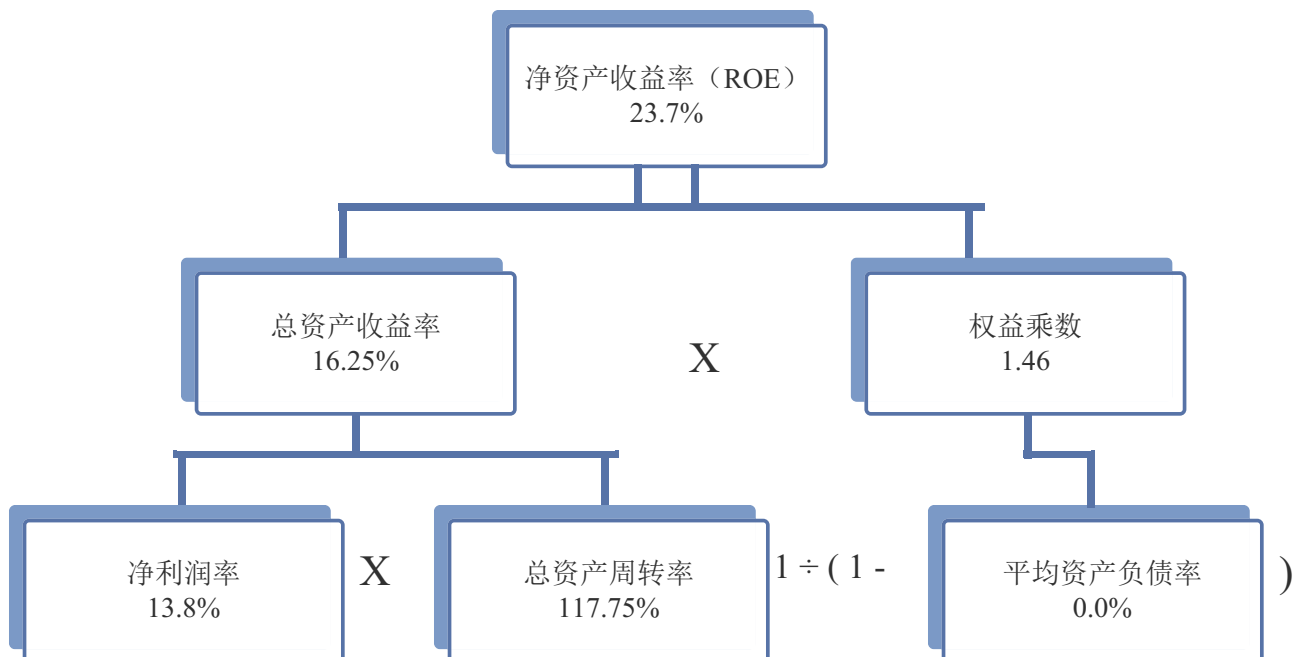 净资产收益率（ROE）
23.7%
总资产收益率
16.25%
X
权益乘数
1.46
净利润率
13.8%
X
总资产周转率
117.75%
1 ÷ ( 1 -
平均资产负债率
0.0%
)